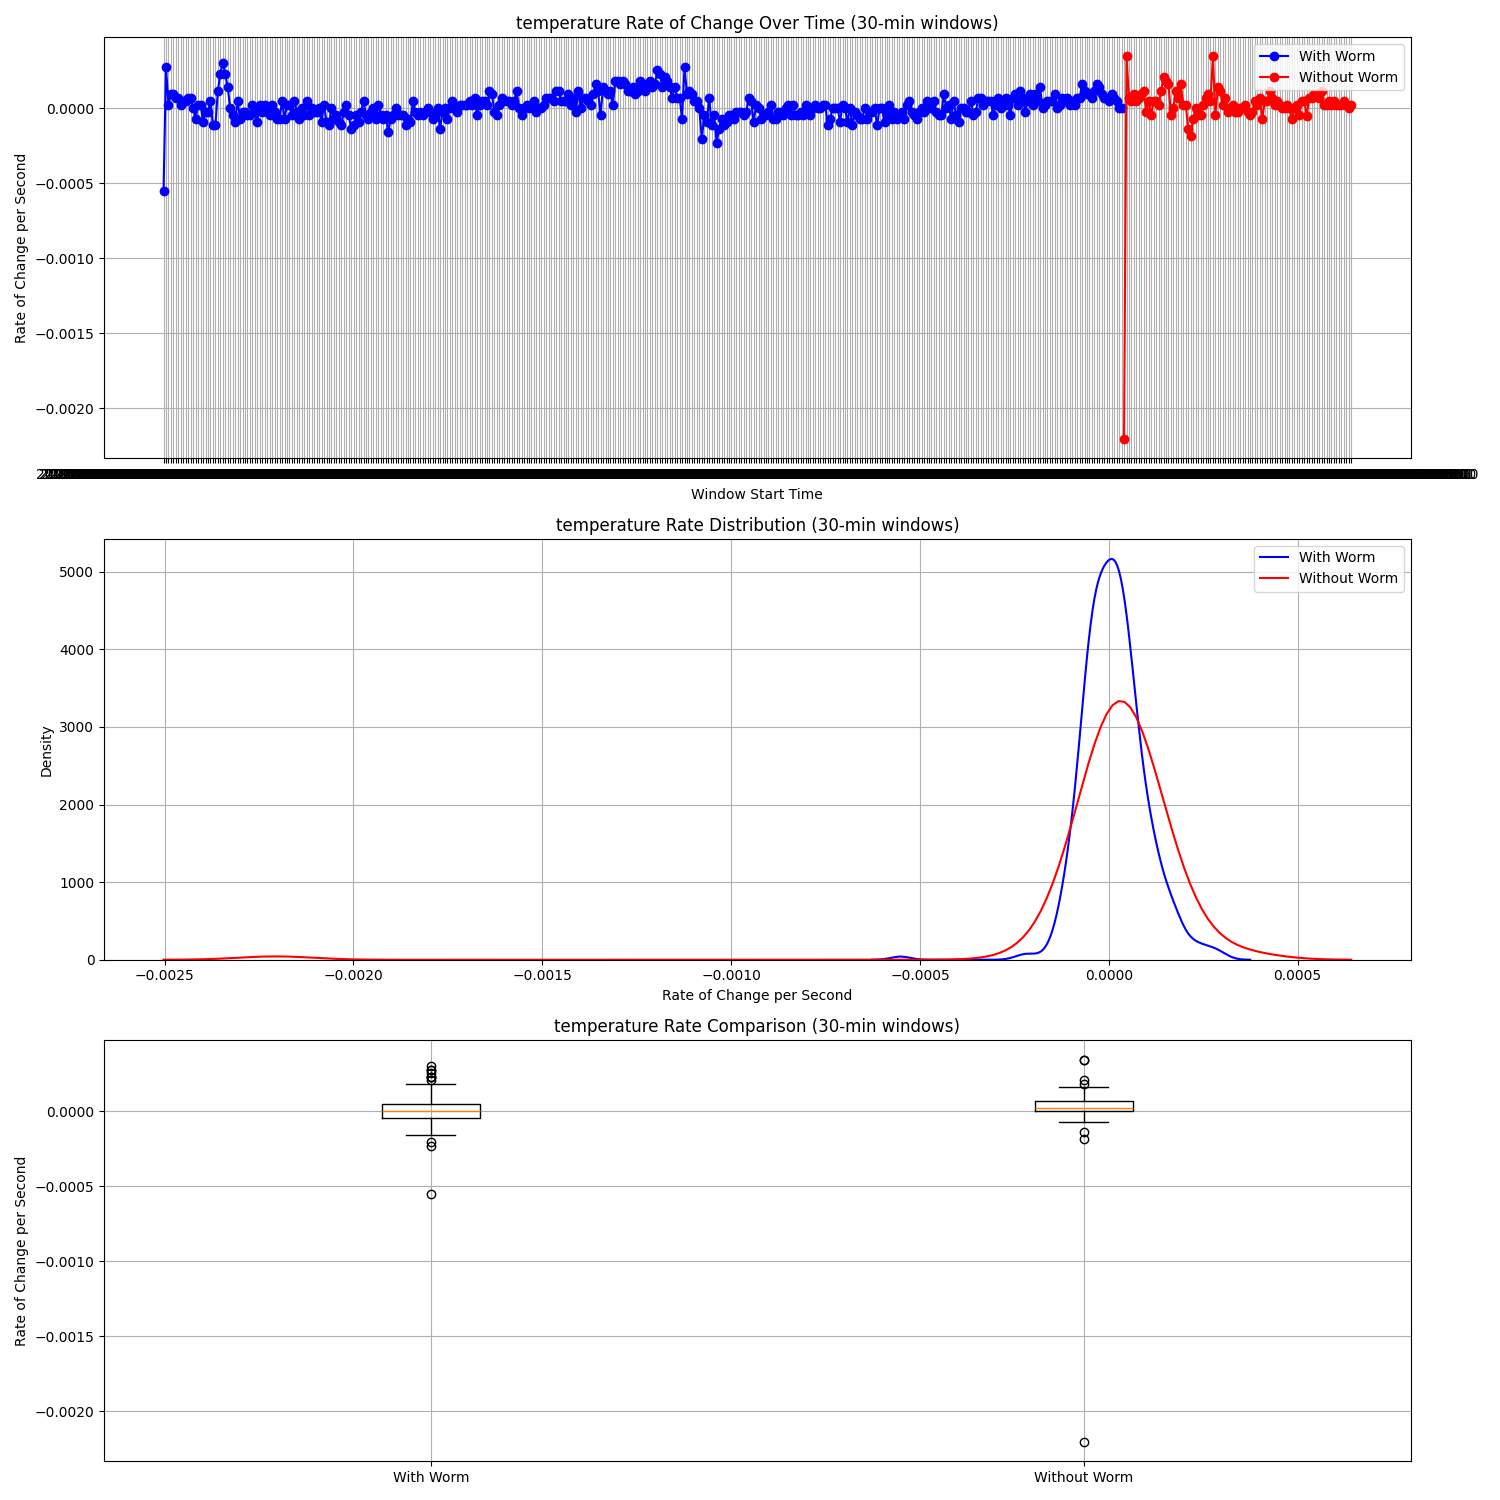 temperature Rate of Change Over Time (30-min windows)
With Worm
Without Worm
0.0000
−0.0005
−0.0010
−0.0015
−0.0020
Rate of Change per Second
Window Start Time
temperature Rate Distribution (30-min windows)
With Worm
Without Worm
5000
4000
3000
2000
1000
0
Density
−0.0025
−0.0020
−0.0015
−0.0010
−0.0005
0.0000
0.0005
Rate of Change per Second
temperature Rate Comparison (30-min windows)
0.0000
−0.0005
−0.0010
−0.0015
−0.0020
Rate of Change per Second
With Worm
Without Worm